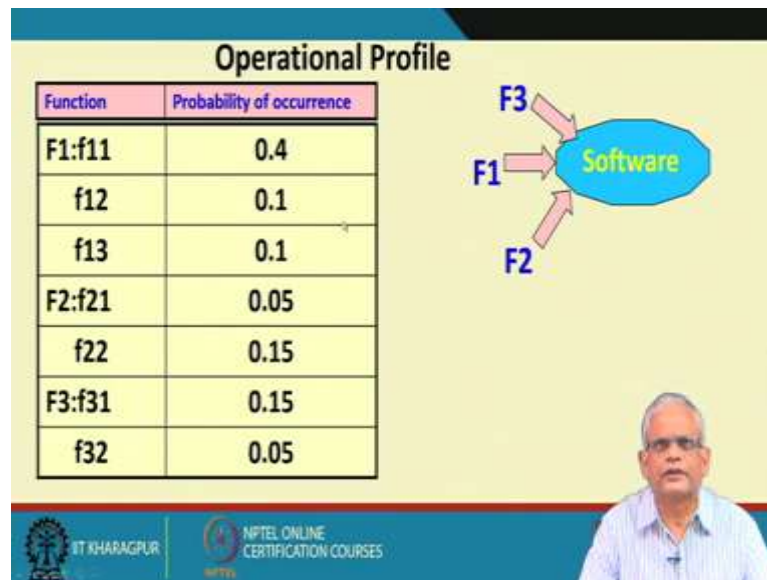 Operational Profile
Function Probability of occurrence
F1:f11 0.4
f12 0.1
f13 0.1
F2:f21 0.05
f22 0.15
F3:f31 0.15
f32 0.05
F3
F1
F2
Software
IIT KHARAGPUR
NPTEL ONLINE
CERTIFICATION COURSES
NPTEL